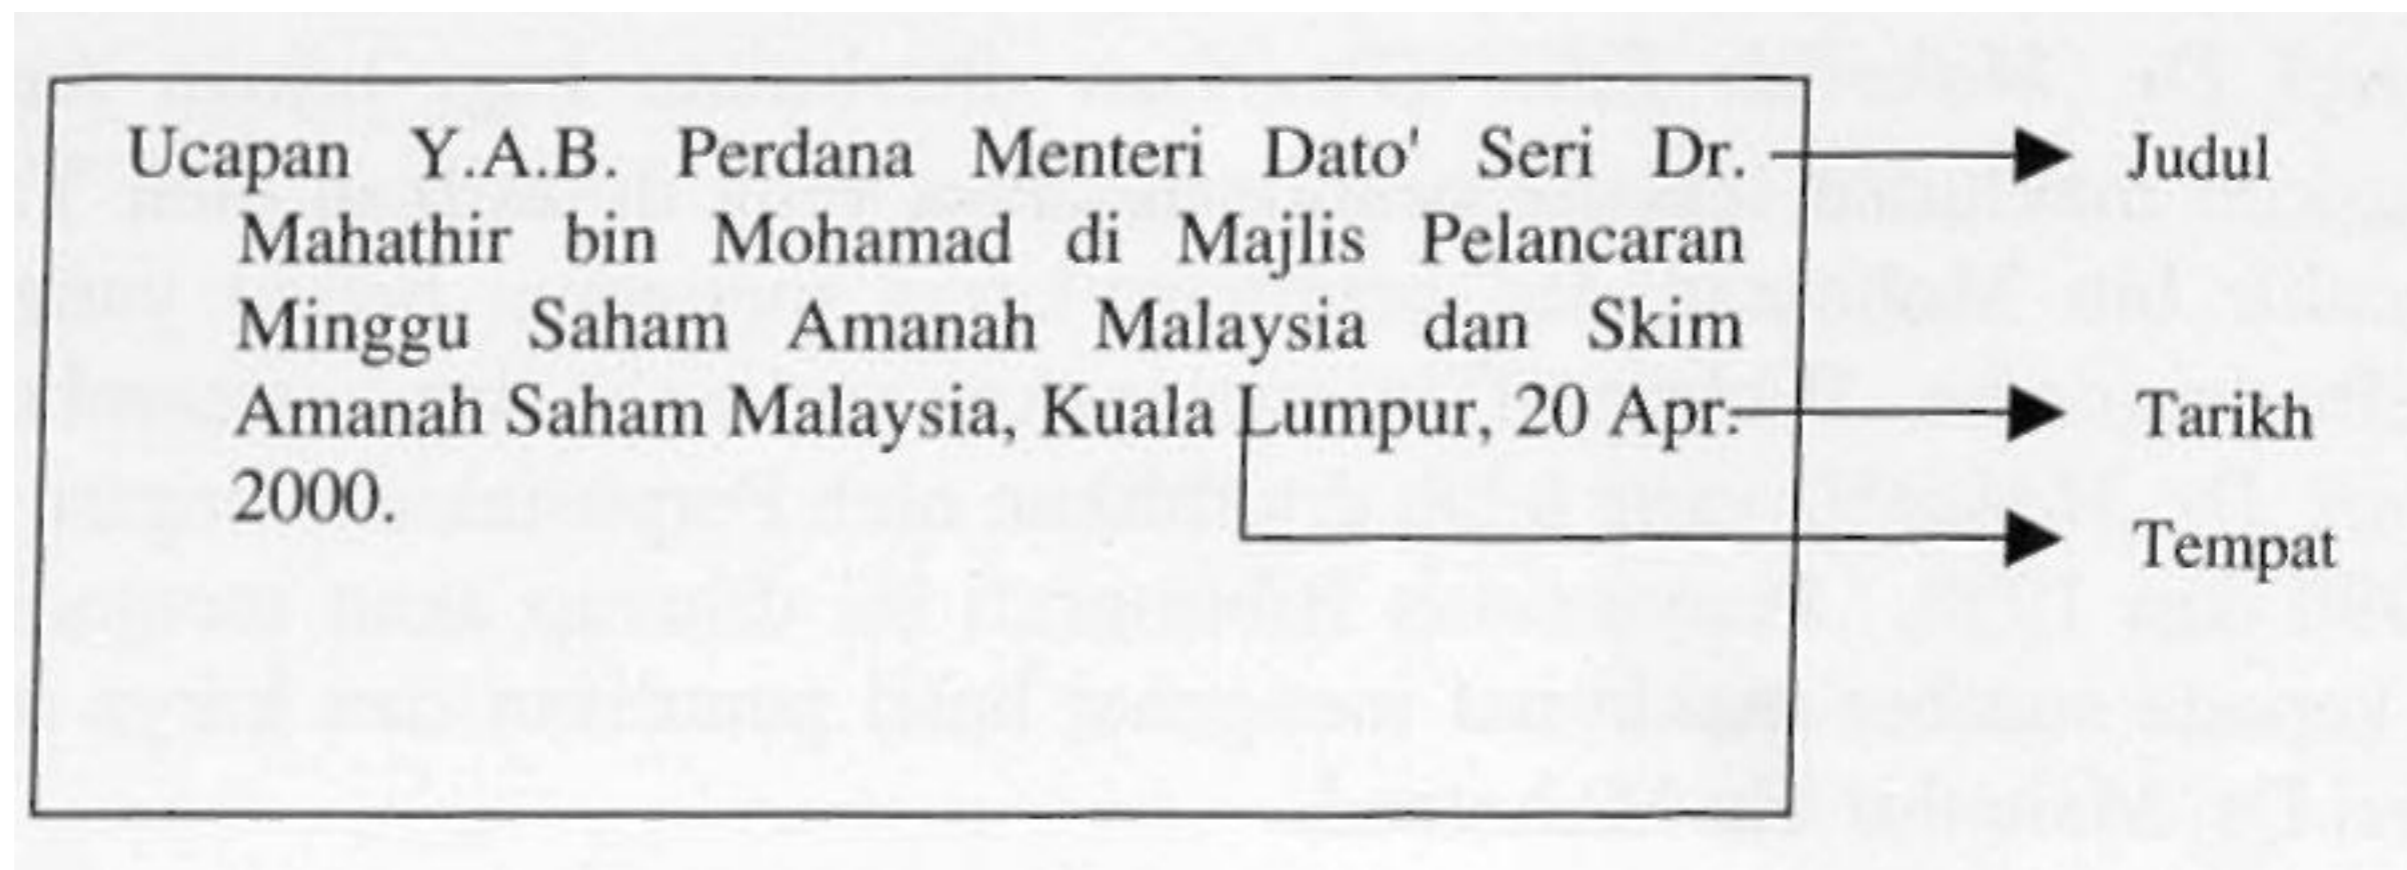 Ucapan Y.A.B. Perdana Menteri Dato' Seri Dr.
Mahathir bin Mohamad di Majlis Pelancaran
Minggu Saham Amanah Malaysia dan Skim
Amanah Saham Malaysia, Kuala Lumpur, 20 Apr.
2000.
Judul
Tarikh
Tempat